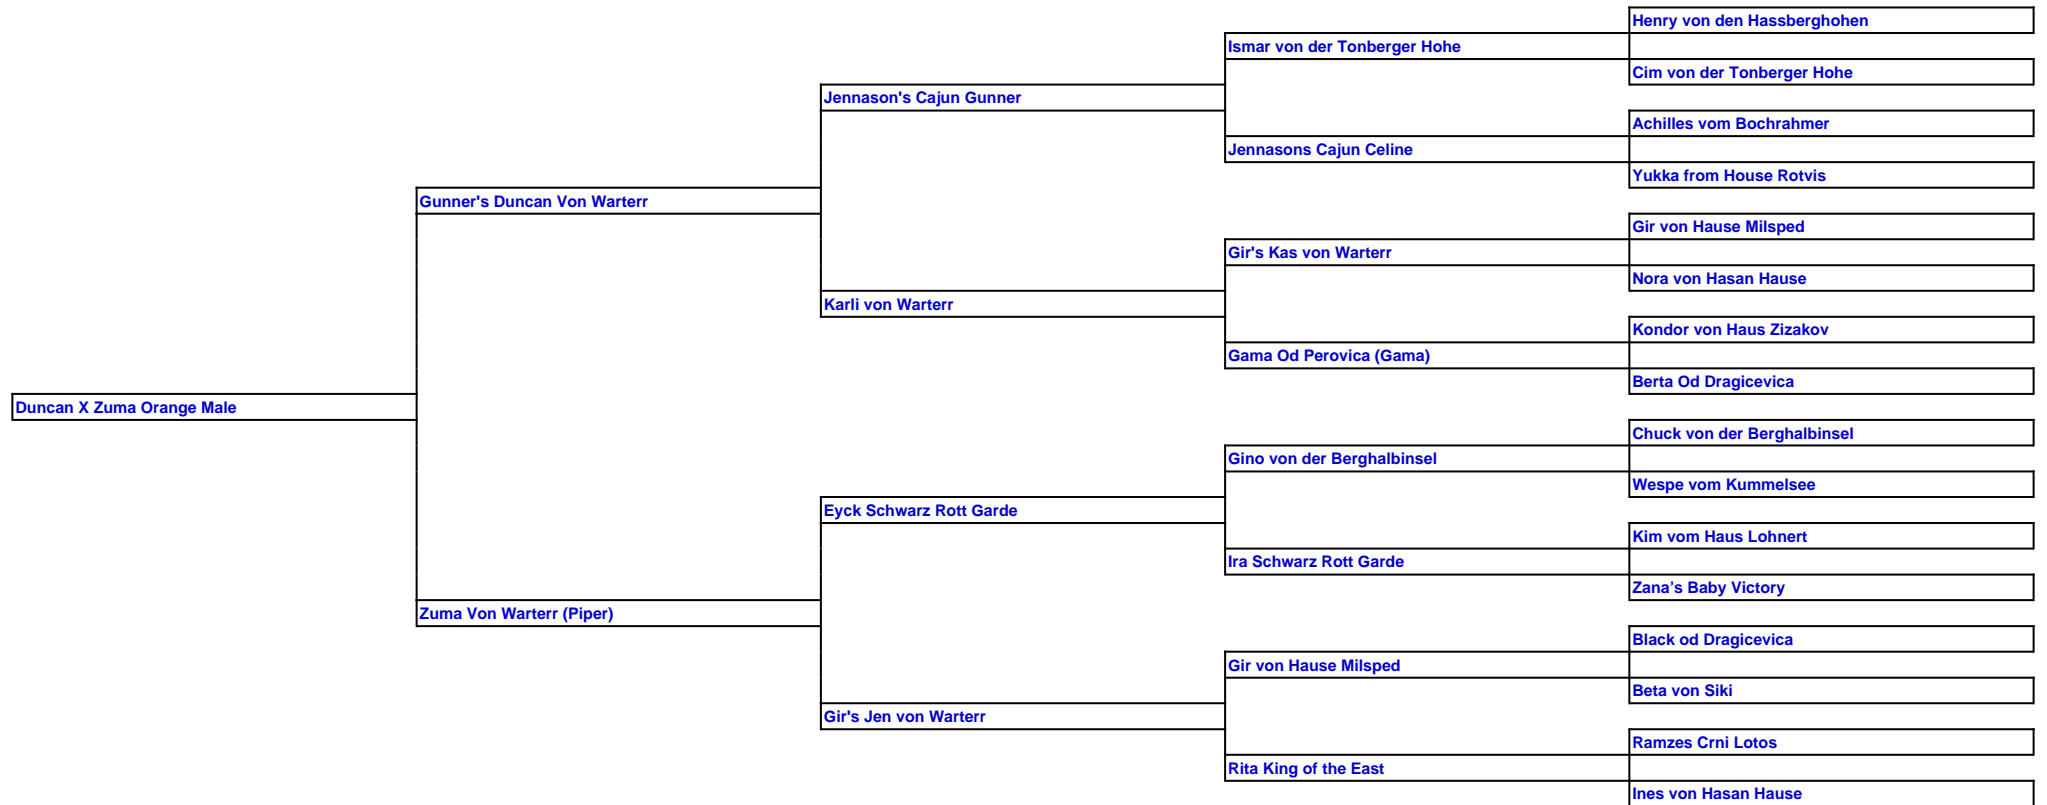 Henry von den Hassberghohen
Ismar von der Tonberger Hohe
Cim von der Tonberger Hohe
Jennason's Cajun Gunner
Achilles vom Bochrahmer
Jennasons Cajun Celine
Yukka from House Rotvis
Gunner's Duncan Von Warterr
Gir von Hause Milsped
Gir's Kas von Warterr
Nora von Hasan Hause
Karli von Warterr
Kondor von Haus Zizakov
Gama Od Perovica (Gama)
Berta Od Dragicevica
Duncan X Zuma Orange Male
Chuck von der Berghalbinsel
Gino von der Berghalbinsel
Wespe vom Kummelsee
Eyck Schwarz Rott Garde
Kim vom Haus Lohnert
Ira Schwarz Rott Garde
Zana’s Baby Victory
Zuma Von Warterr (Piper)
Black od Dragicevica
Gir von Hause Milsped
Beta von Siki
Gir's Jen von Warterr
Ramzes Crni Lotos
Rita King of the East
Ines von Hasan Hause